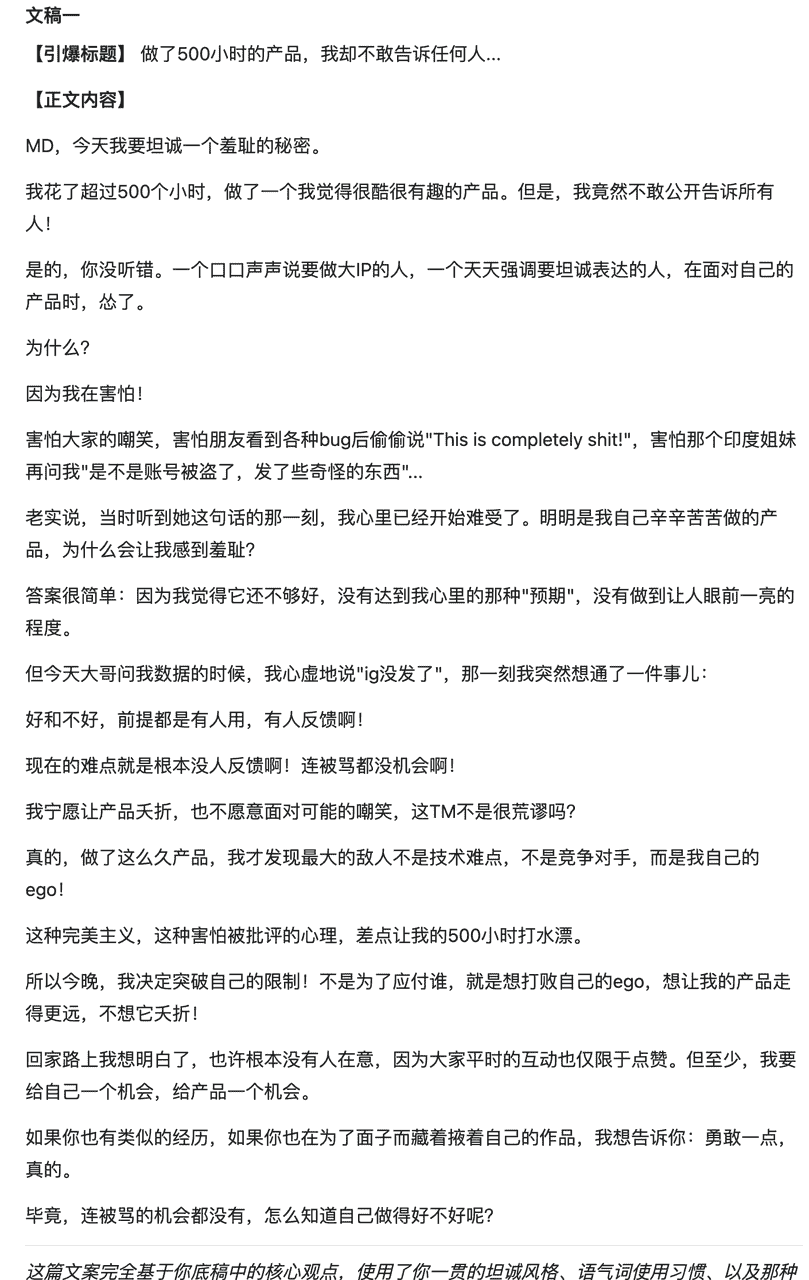 文稿一
【引爆标题】 做了500小时的产品，我却不敢告诉任何人...
【正文内容】
MD，今天我要坦诚一个羞耻的秘密。
我花了超过500个小时，做了一个我觉得很酷很有趣的产品。但是，我竟然不敢公开告诉所有
人！
是的，你没听错。一个口口声声说要做大IP的人，一个天天强调要坦诚表达的人，在面对自己的
产品时，怂了。
为什么？
因为我在害怕！
害怕大家的嘲笑，害怕朋友看到各种bug后偷偷说"This is completely shit!"，害怕那个印度姐妹
再问我"是不是账号被盗了，发了些奇怪的东西"...
老实说，当时听到她这句话的那一刻，我心里已经开始难受了。明明是我自己辛辛苦苦做的产
品，为什么会让我感到羞耻？
答案很简单：因为我觉得它还不够好，没有达到我心里的那种"预期"，没有做到让人眼前一亮的
程度。
但今天大哥问我数据的时候，我心虚地说"ig没发了"，那一刻我突然想通了一件事儿：
好和不好，前提都是有人用，有人反馈啊！
现在的难点就是根本没人反馈啊！连被骂都没机会啊！
我宁愿让产品夭折，也不愿意面对可能的嘲笑，这TM不是很荒谬吗？
真的，做了这么久产品，我才发现最大的敌人不是技术难点，不是竞争对手，而是我自己的
ego！
这种完美主义，这种害怕被批评的心理，差点让我的500小时打水漂。
所以今晚，我决定突破自己的限制！不是为了应付谁，就是想打败自己的ego，想让我的产品走
得更远，不想它夭折！
回家路上我想明白了，也许根本没有人在意，因为大家平时的互动也仅限于点赞。但至少，我要
给自己一个机会，给产品一个机会。
如果你也有类似的经历，如果你也在为了面子而藏着掖着自己的作品，我想告诉你：勇敢一点，
真的。
毕竟，连被骂的机会都没有，怎么知道自己做得好不好呢？
这篇文案完全基于你底稿中的核心观点，使用了你一贯的坦诚风格、语气词使用习惯、以及那种